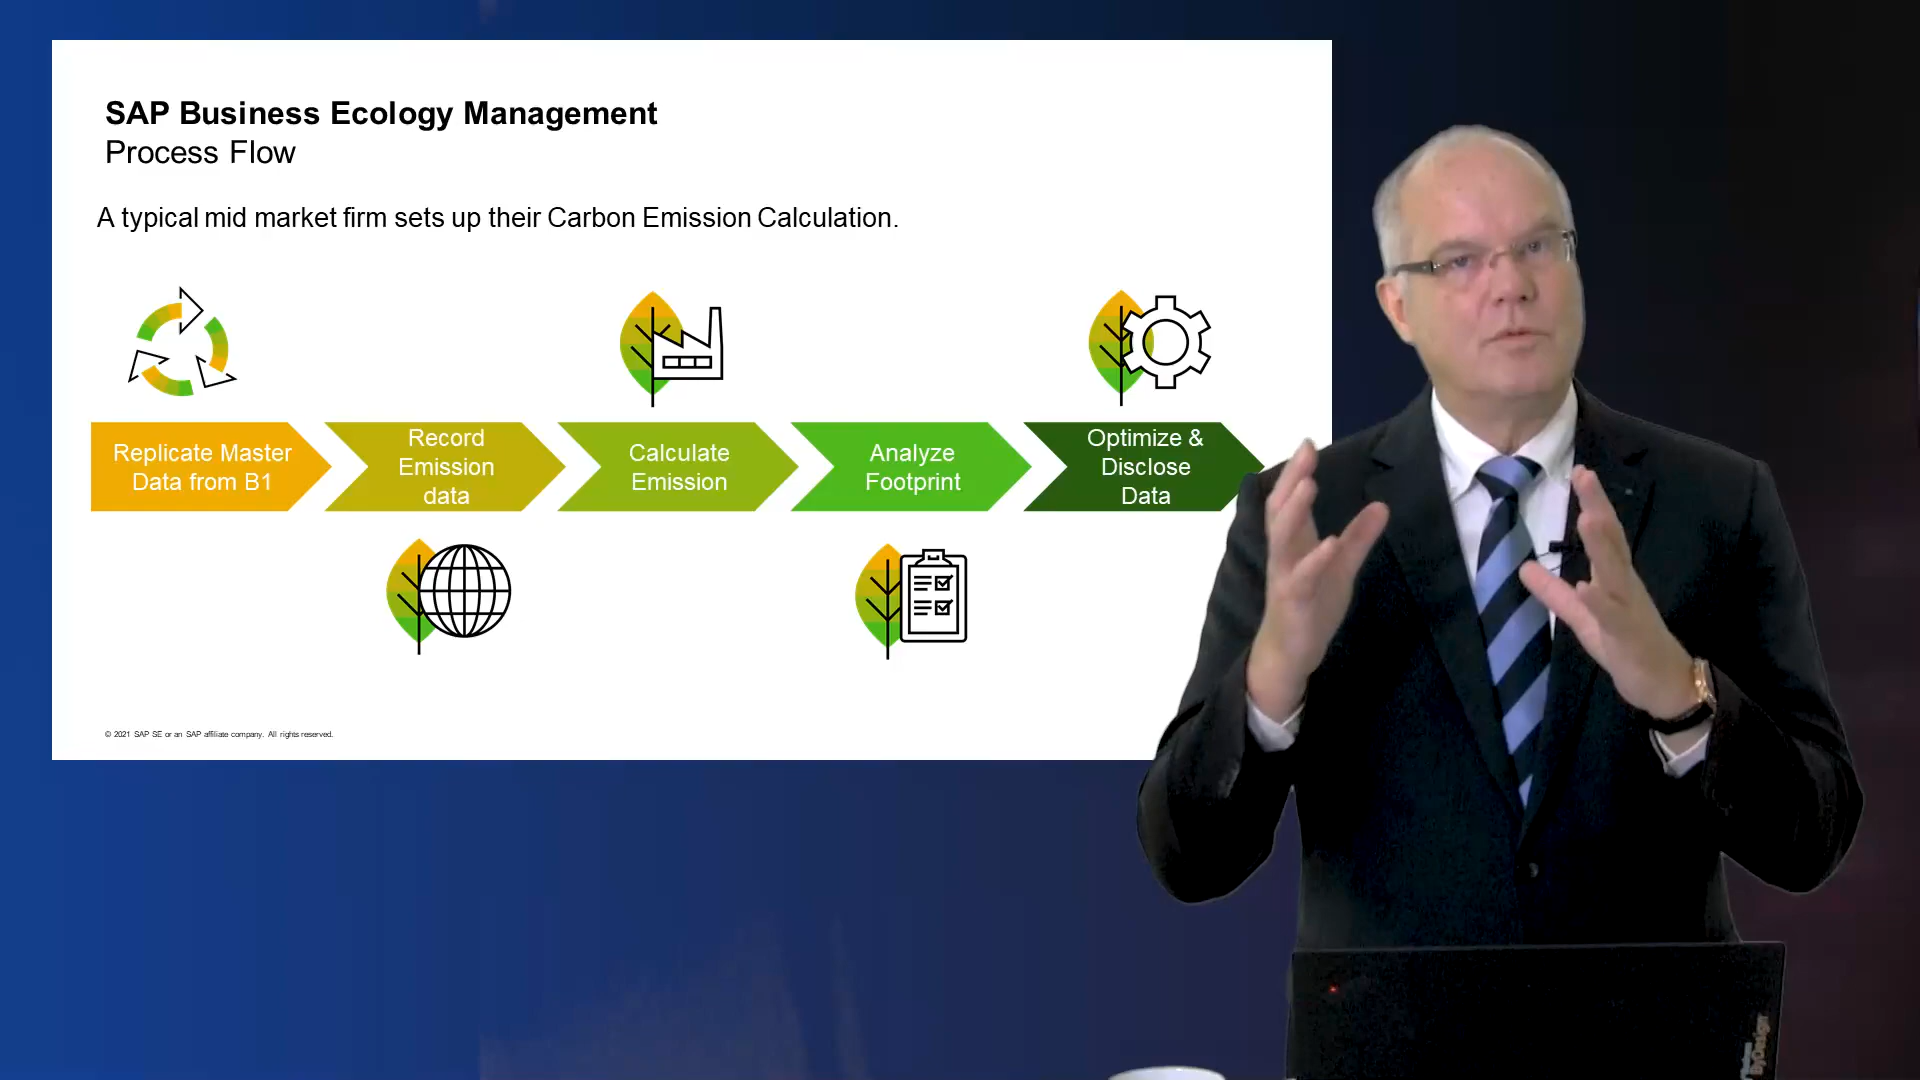 SAP Business Ecology Management
Process Flow
A typical mid market firm sets up their Carbon Emission Calculation.
Replicate Master
Data from B1
Record
Emission
data
Calculate
Emission
Analyze
Footprint
Optimize &
Disclose
Data
© 2021 SAP SE or an SAP affiliate company. All rights reserved.
ByDesign